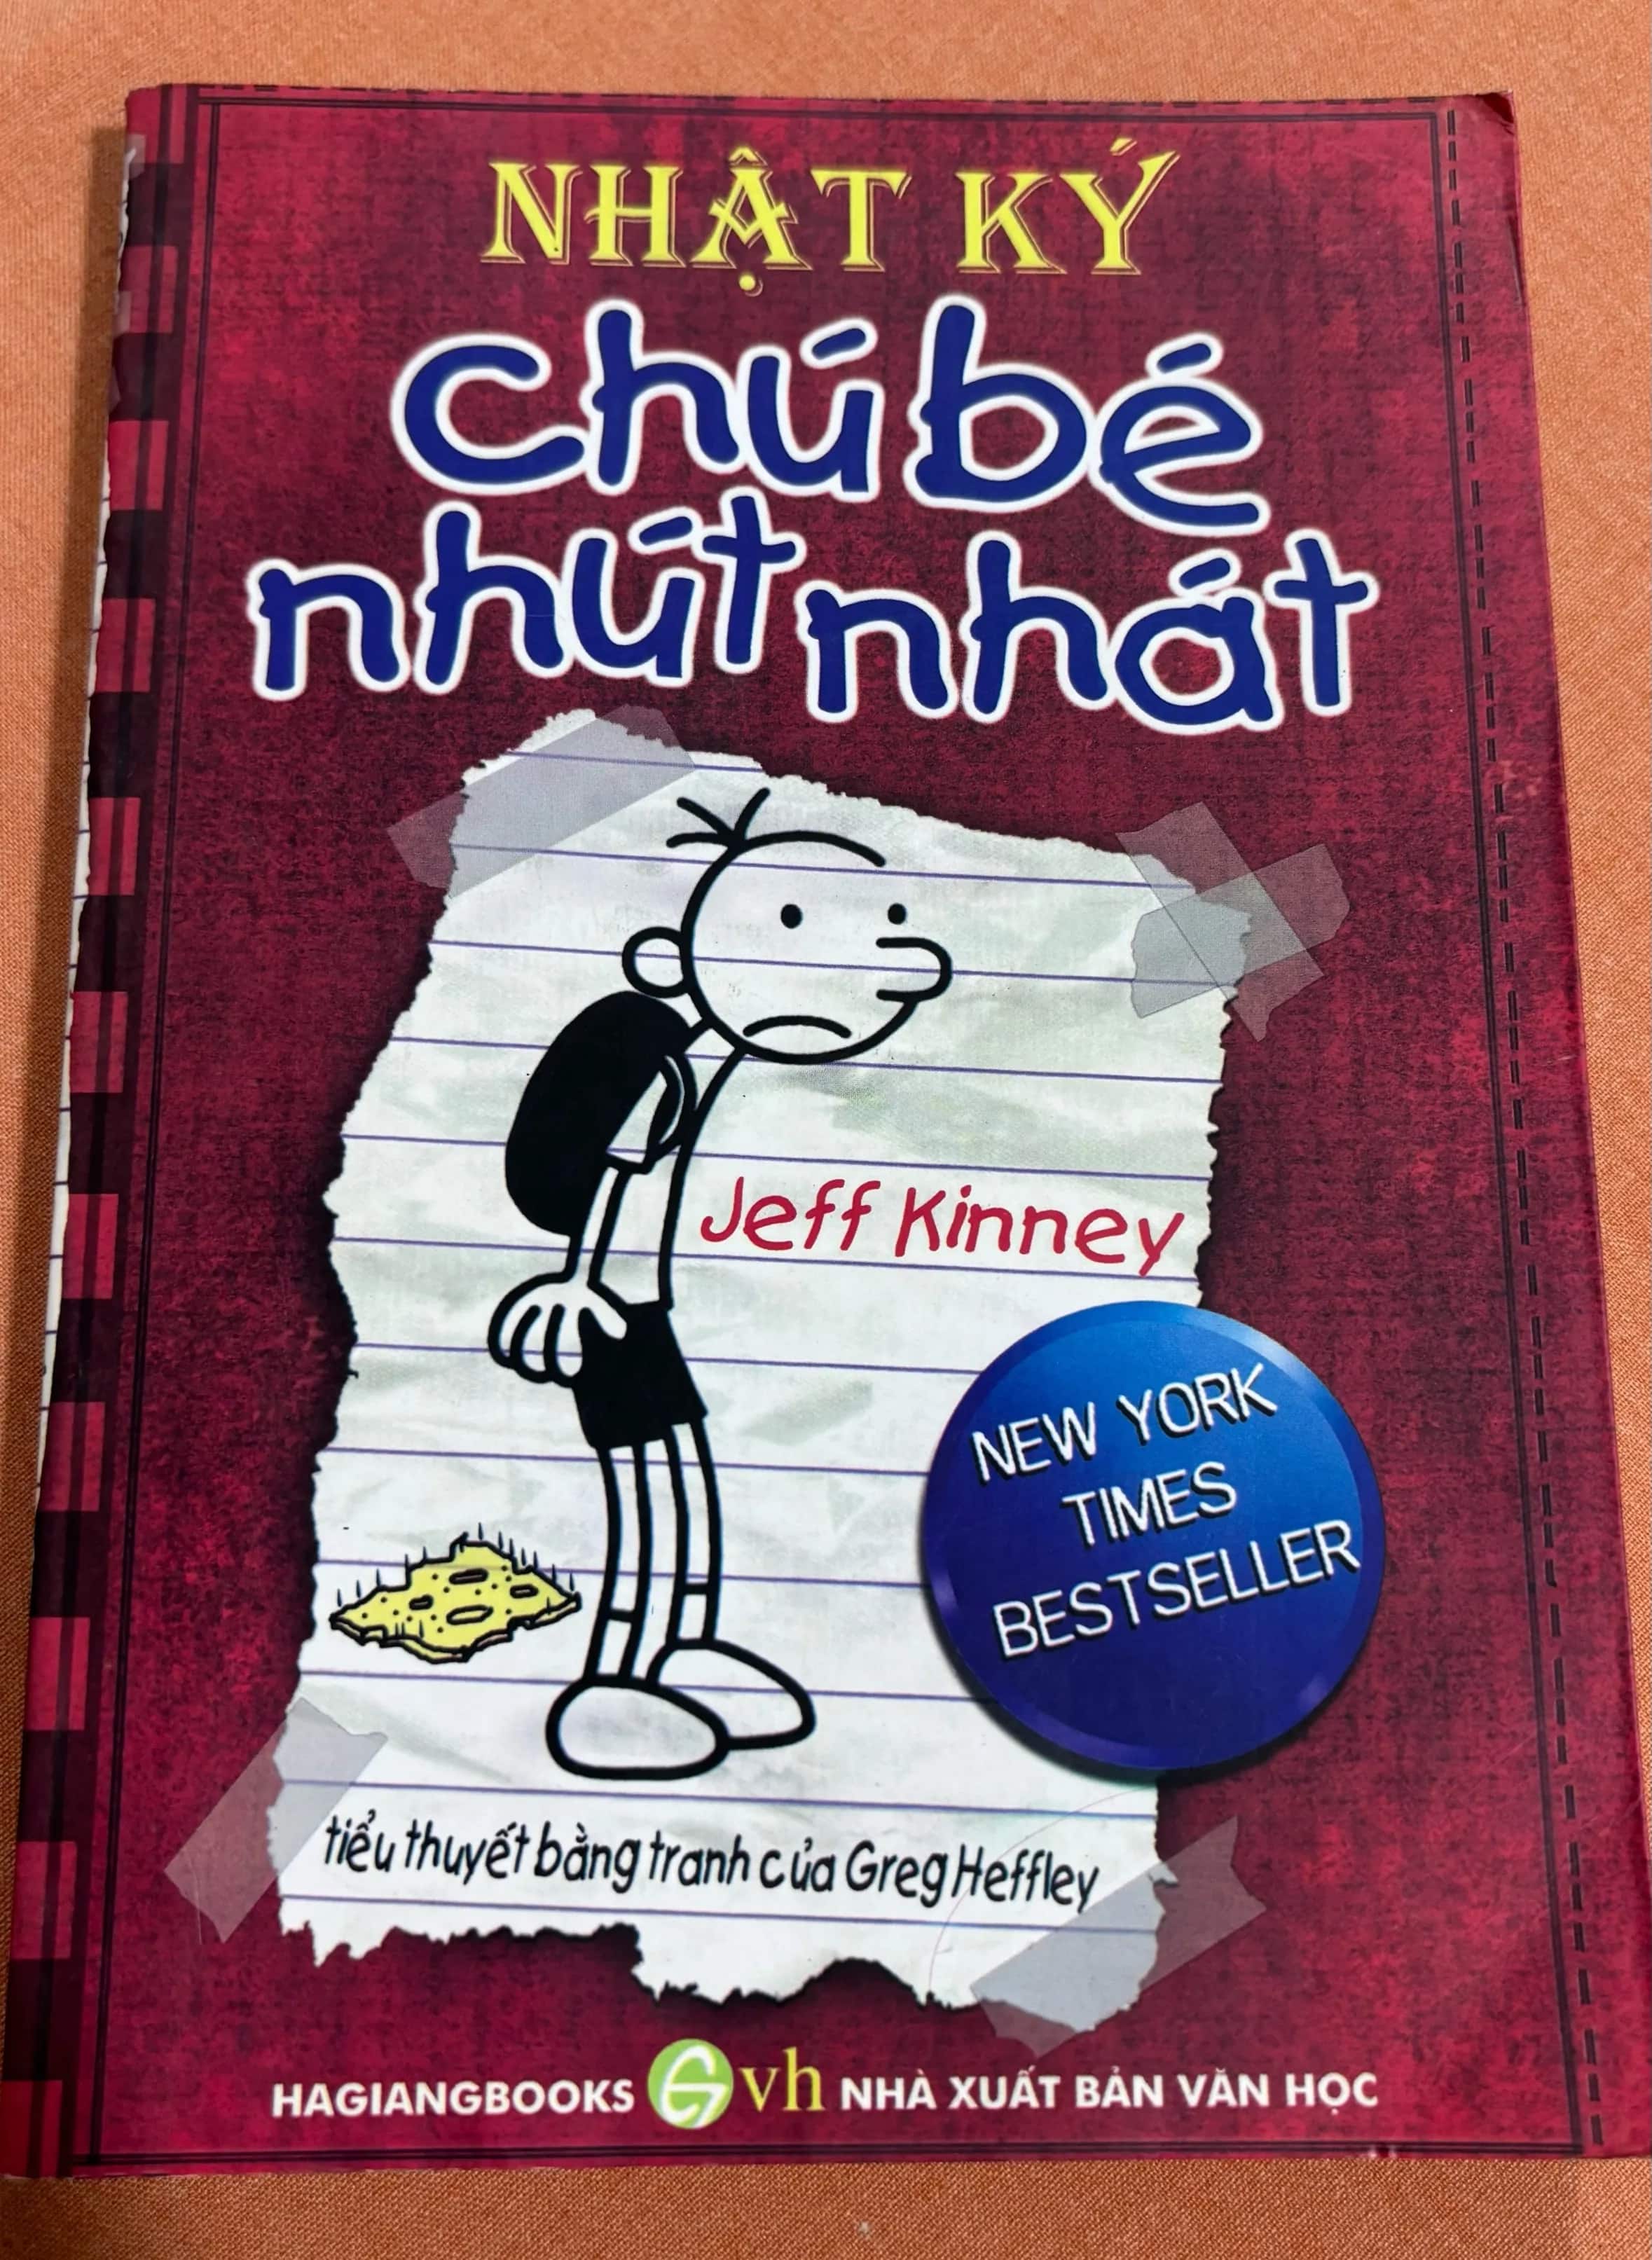 NHẬT KÝ
chú bé
nhút nhát
Jeff Kinney
NEW YORK
TIMES
BESTSELLER
tiểu thuyết bằng tranh của Greg Heffley
HAGIANGBOOKS vh NHÀ XUẤT BẢN VĂN HỌC